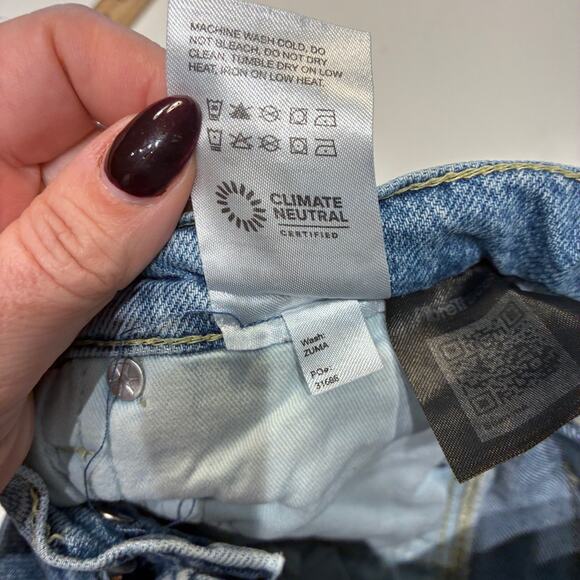 MACHINE WASH COLD, DO
NOT BLEACH, DO NOT DRY
CLEAN, TUMBLE DRY ON LOW
HEAT, IRON ON LOW HEAT.
CLIMATE
NEUTRAL
CERTIFIED
Wash:
ZUMA
PO#:
31686